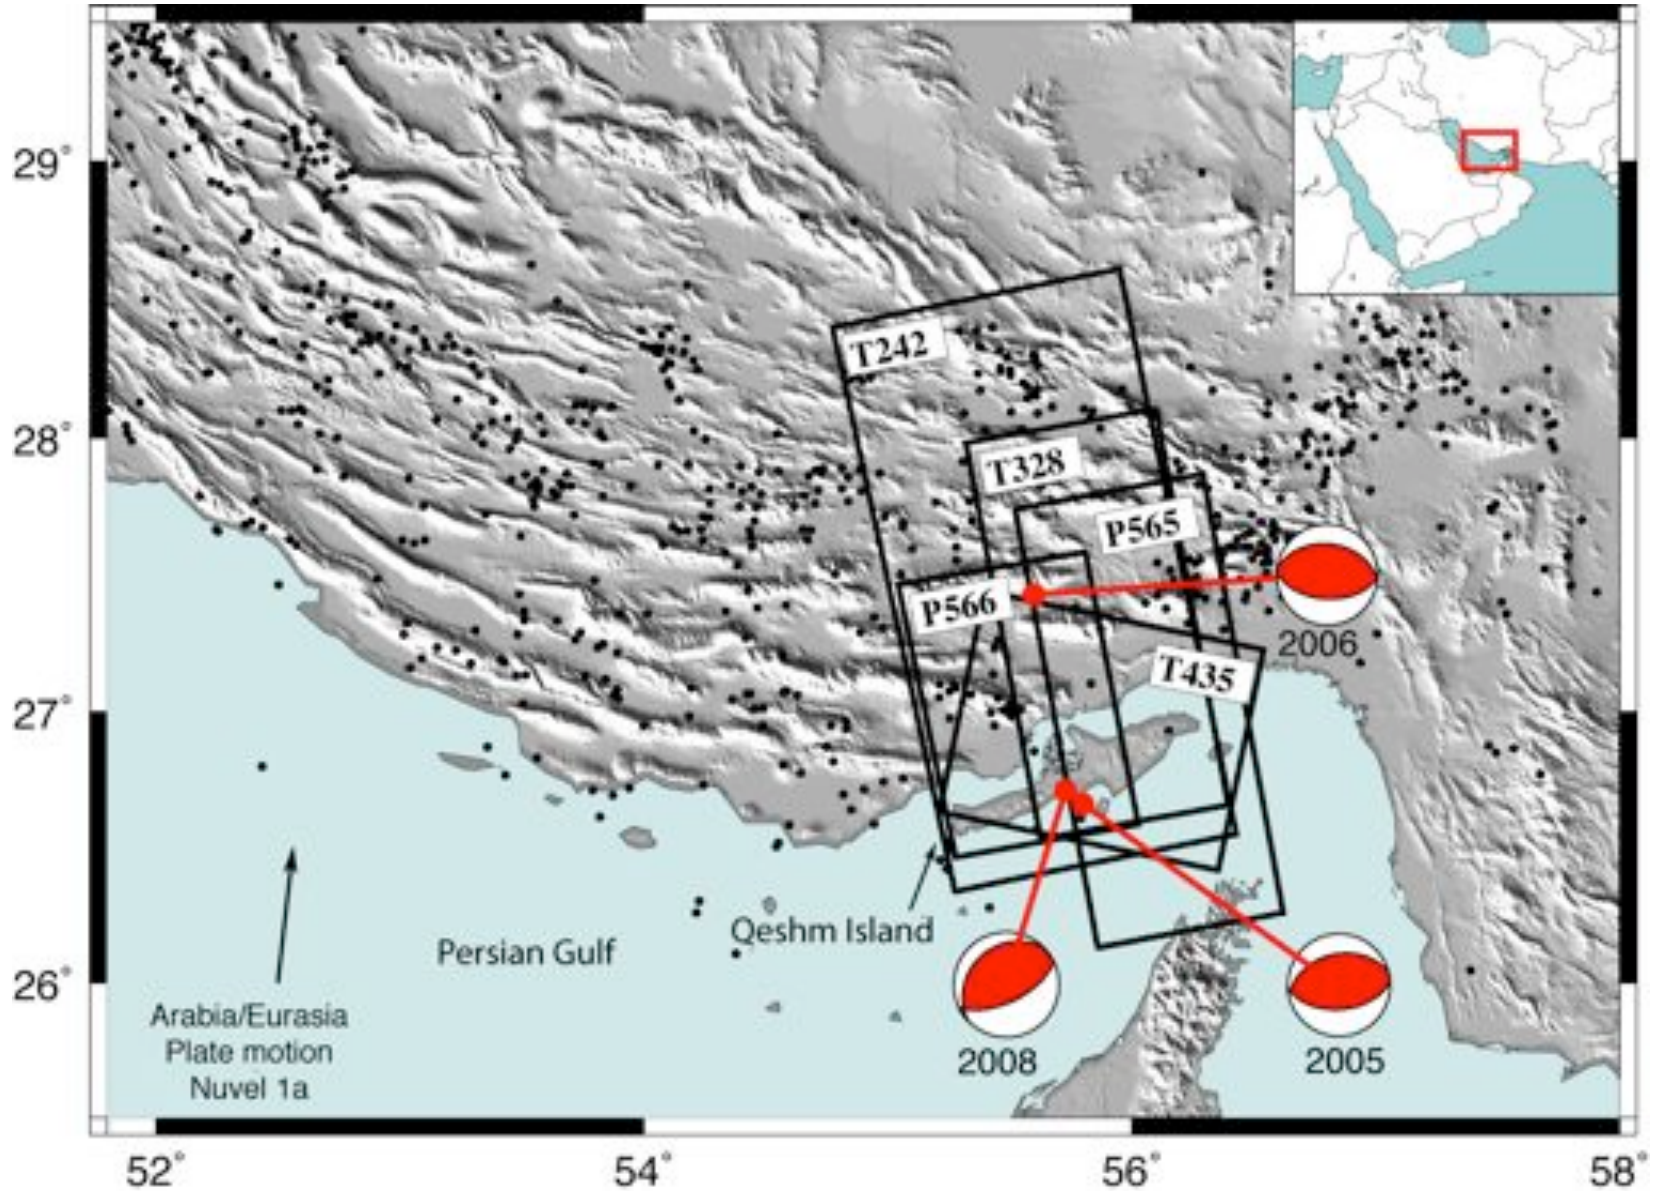 29°
28°
27°
26°
T242
T328
P565
P566
T435
2006
Qeshm Island
Persian Gulf
Arabia/Eurasia
Plate motion
Nuvel 1a
2008
2005
52°
54°
56°
58°